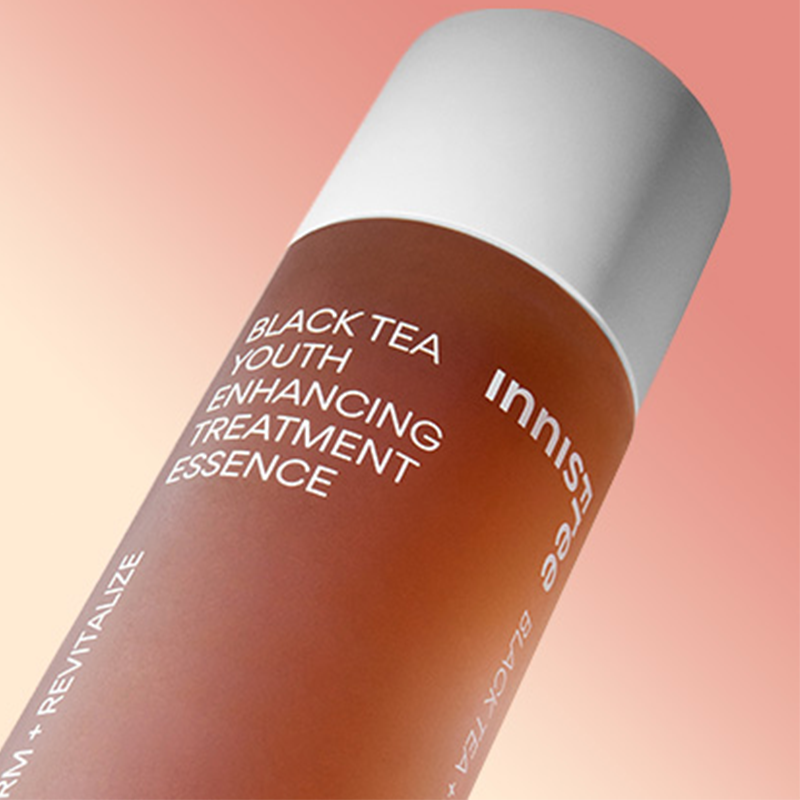 BLACK TEA
YOUTH
ENHANCING
TREATMENT
ESSENCE
innisfree
BLACK TEA +
RM + REVITALIZE